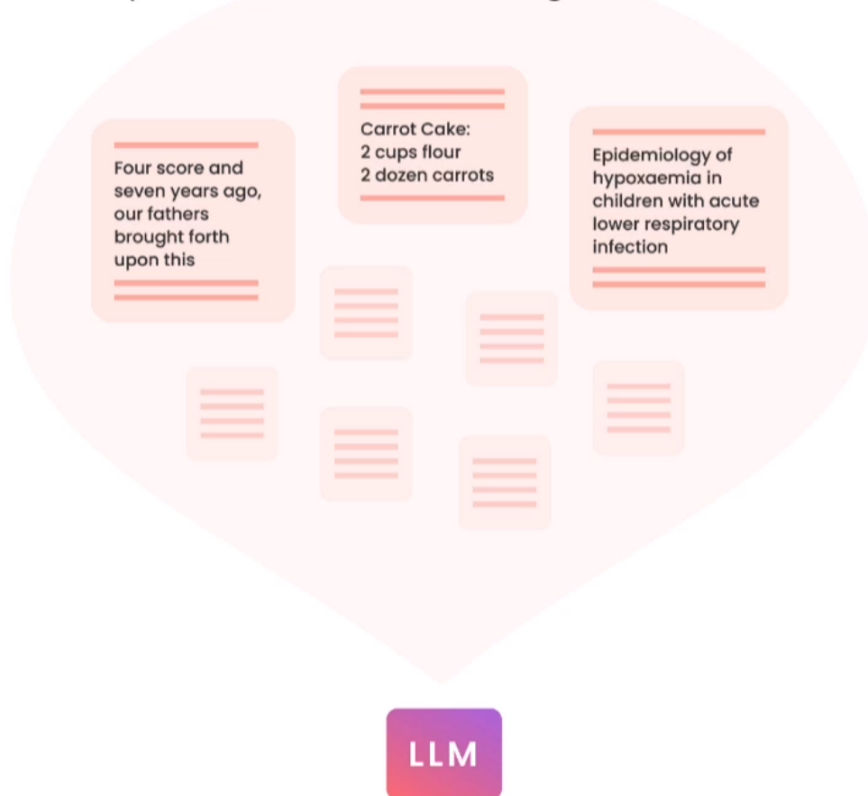 Four score and
seven years ago,
our fathers
brought forth
upon this
Carrot Cake:
2 cups flour
2 dozen carrots
Epidemiology of
hypoxaemia in
children with acute
lower respiratory
infection
LLM